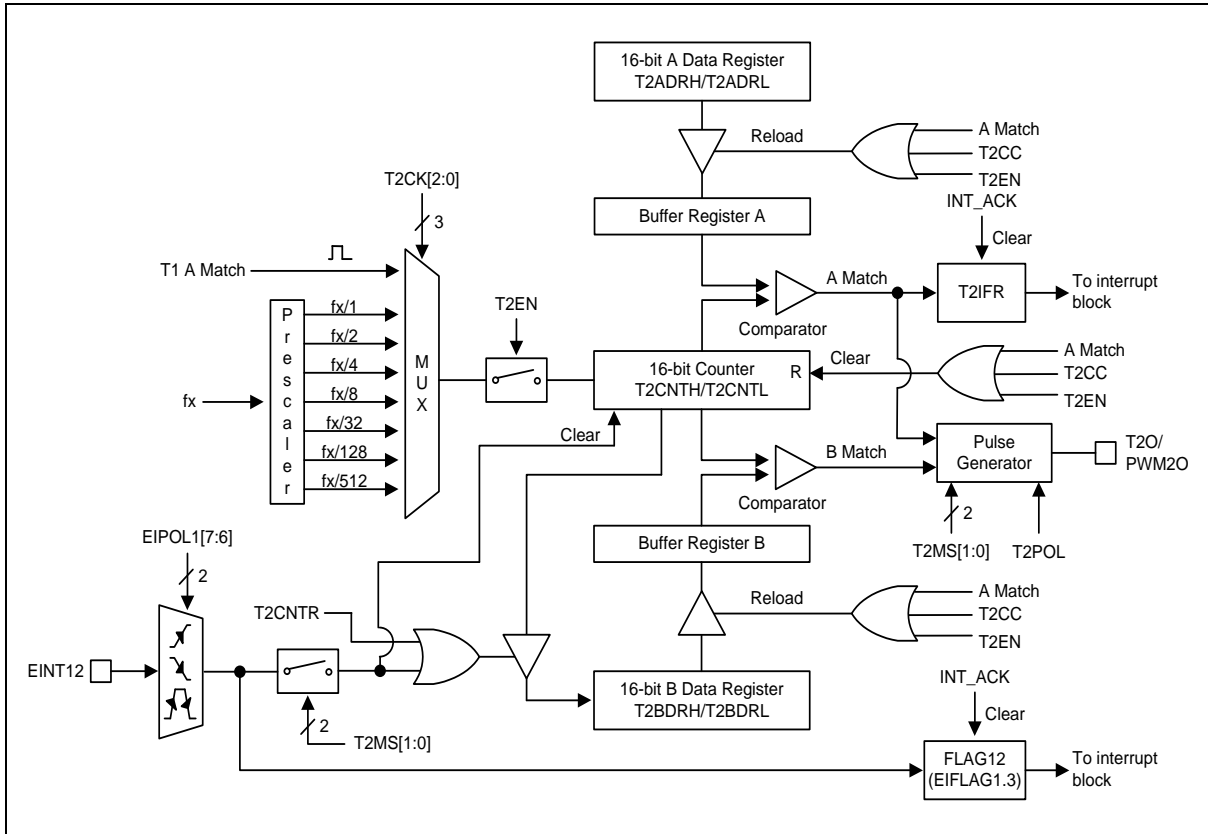 16-bit A Data Register
T2ADRH/T2ADRL
Reload
A Match
T2CC
T2EN
T2CK[2:0]
3
Buffer Register A
INT_ACK
Clear
T1 A Match
A Match
T2IFR
To interrupt
block
Comparator
Prescaler
fx/1
fx/2
fx/4
fx/8
fx/32
fx/128
fx/512
fx
MUX
T2EN
16-bit Counter
T2CNTH/T2CNTL
R
Clear
A Match
T2CC
T2EN
Clear
B Match
Comparator
Pulse
Generator
T2O/
PWM2O
2
T2MS[1:0]
T2POL
Buffer Register B
EIPOL1[7:6]
2
Reload
A Match
T2CC
T2EN
T2CNTR
EINT12
2
T2MS[1:0]
16-bit B Data Register
T2BDRH/T2BDRL
INT_ACK
Clear
FLAG12
(EIFLAG1.3)
To interrupt
block